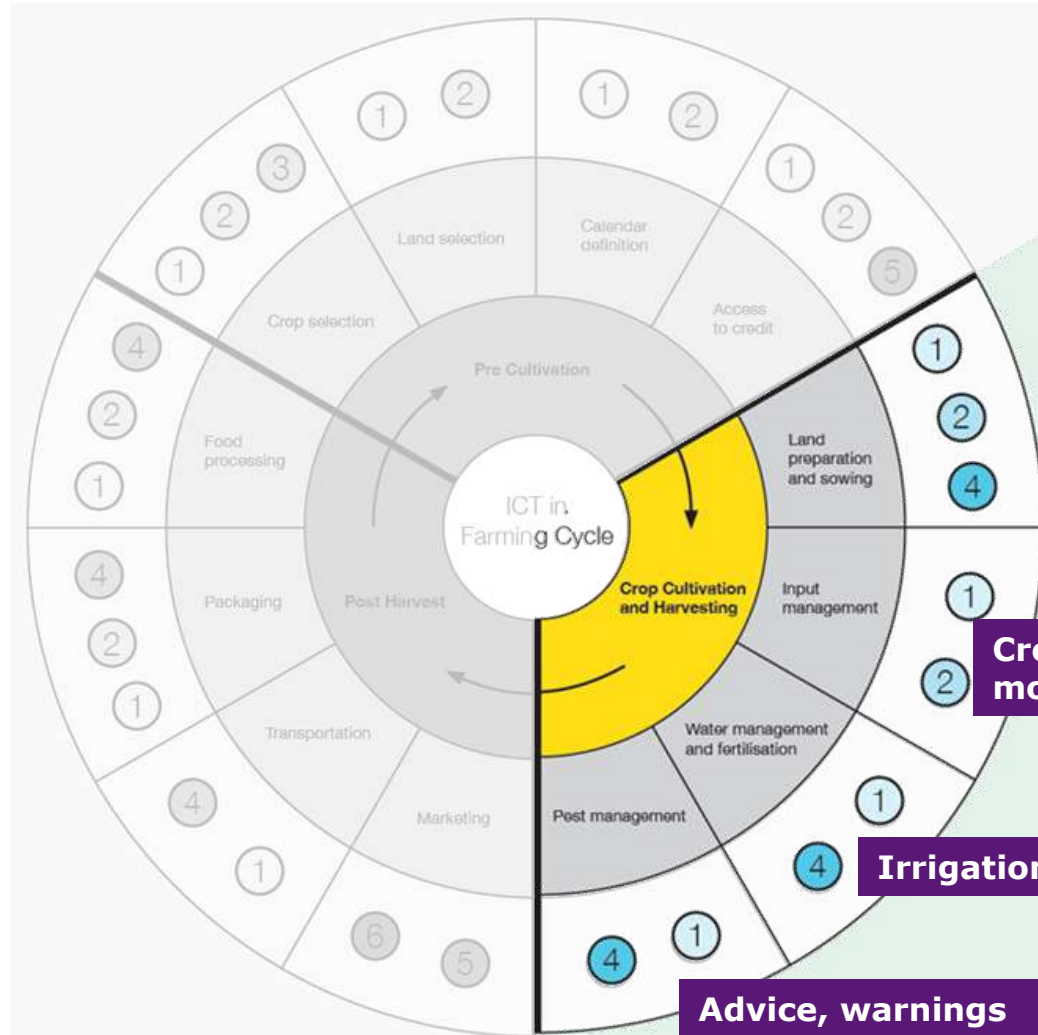 1
2
1
2
3
2
1
1
2
5
Land selection
Calendar
definition
Crop selection
Access
to credit
Pre Cultivation
4
2
1
Food
processing
1
2
4
Land
preparation
and sowing
ICT in
Farming Cycle
4
2
1
Packaging
Post Harvest
Crop Cultivation
and Harvesting
Input
management
1
2
Transportation
Water management
and fertilisation
4
1
Marketing
Pest management
1
4
Irrigation
6
5
4
1
Advice, warnings